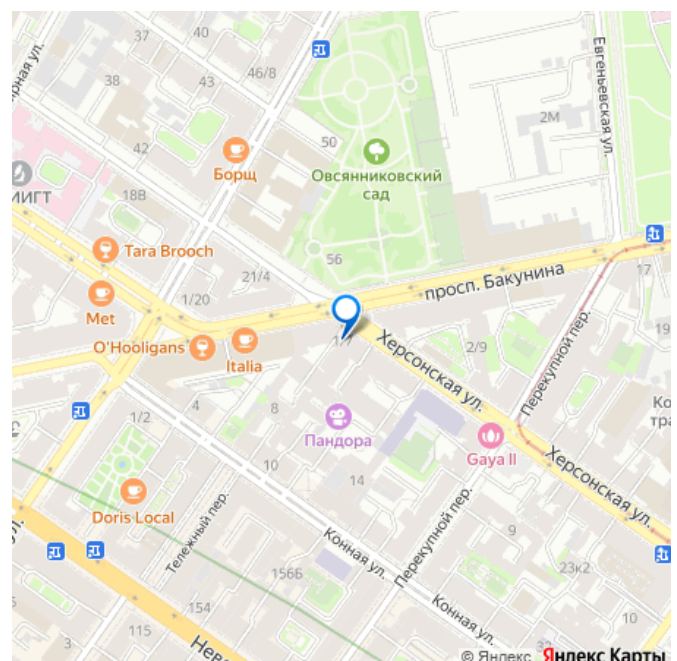 40
38
43
46/8
Евгеньевская ул.
2М
42
50
Борщ
Овсянниковский
сад
18В
56
Tara Brooch
21/4
просп. Бакунина
17
1/20
Met
O'Hooligans
Italia
1/7
Херсонская ул.
2/9
Перекупной пер.
19
1/2
4
8
Пандора
Gaya II
10
14
Херсонская ул.
Doris Local
Тележный пер.
Конная ул.
Перекупной пер.
9
156Б
23к2
154
115
3
Конная ул.
10
© Яндекс Яндекс Карты